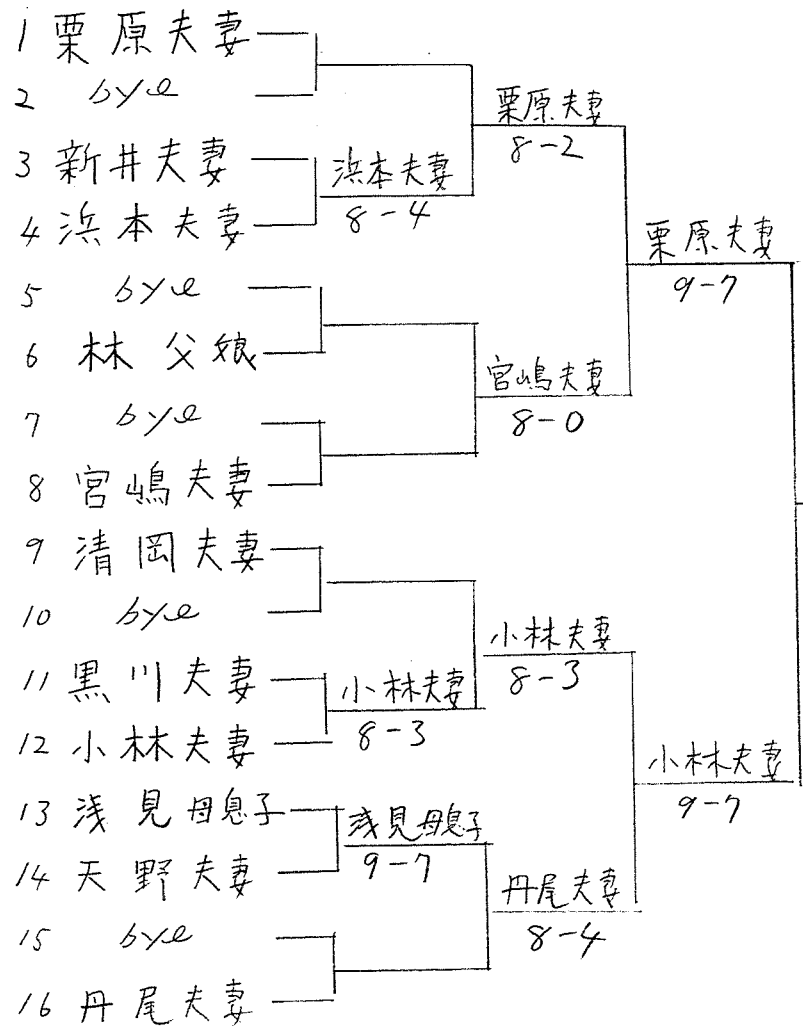 1 栗原夫妻
2 bye
3 新井夫妻
4 浜本夫妻
5 bye
6 林 父娘
7 bye
8 宮嶋夫妻
9 清岡夫妻
10 bye
11 黒川夫妻
12 小林夫妻
13 浅見母息子
14 天野夫妻
15 bye
16 丹尾夫妻
浜本夫妻
8-4
小林夫妻
8-3
浅見母息子
9-7
栗原夫妻
8-2
宮嶋夫妻
8-0
小林夫妻
8-3
丹尾夫妻
8-4
栗原夫妻
9-7
小林夫妻
9-7